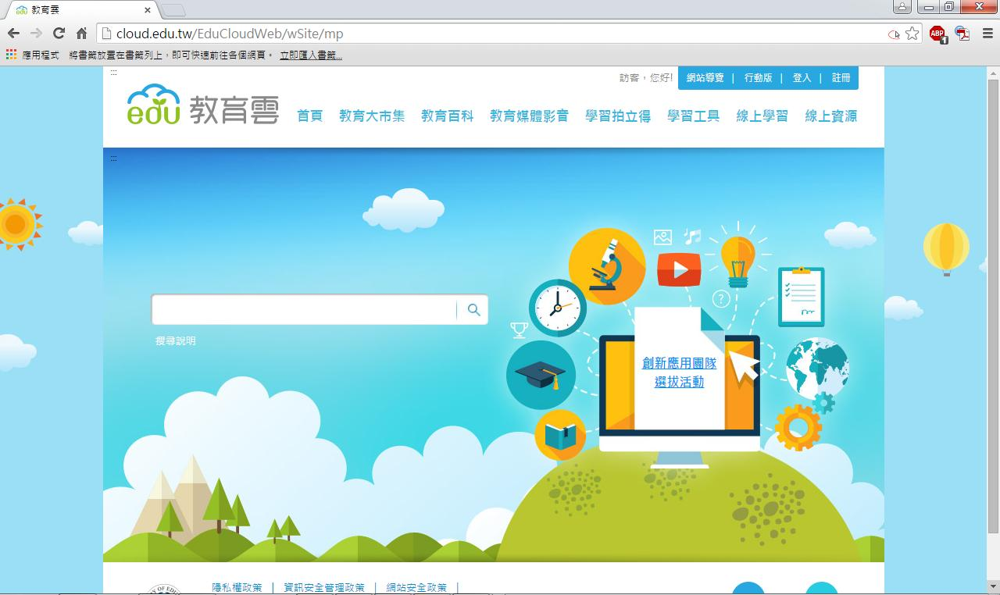 教育雲
cloud.edu.tw/EduCloudWeb/wSite/mp
ABP
1
應用程式 將書籤放置在書籤列上，即可快速前往各個網頁。 立即匯入書籤...
:::
訪客，您好! 網站導覽 | 行動版 | 登入 | 註冊
edu 教育雲
首頁 教育大市集 教育百科 教育媒體影音 學習拍立得 學習工具 線上學習 線上資源
:::
?
搜尋說明
創新應用團隊
選拔活動
隱私權政策 | 資訊安全管理政策 | 網站安全政策 |